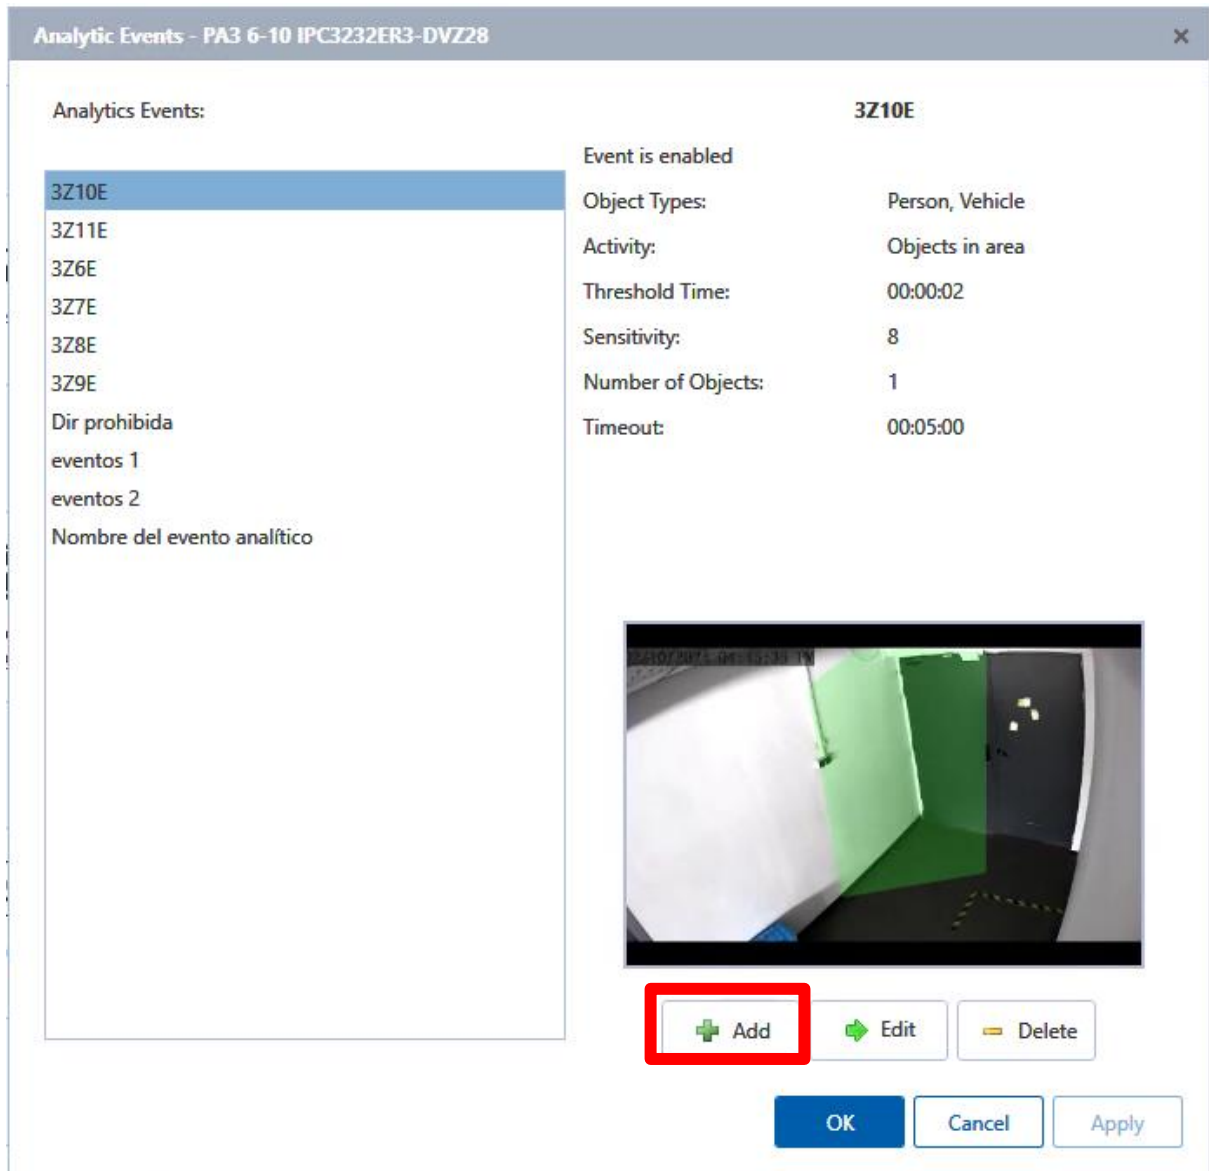 Analytic Events - PA3 6-10 IPC3232ER3-DVZ28
Analytics Events:
3Z10E
3Z11E
3Z6E
3Z7E
3Z8E
3Z9E
Dir prohibida
eventos 1
eventos 2
Nombre del evento analítico
3Z10E
Event is enabled
Object Types: Person, Vehicle
Activity: Objects in area
Threshold Time: 00:00:02
Sensitivity: 8
Number of Objects: 1
Timeout: 00:05:00
Add Edit Delete
OK Cancel Apply